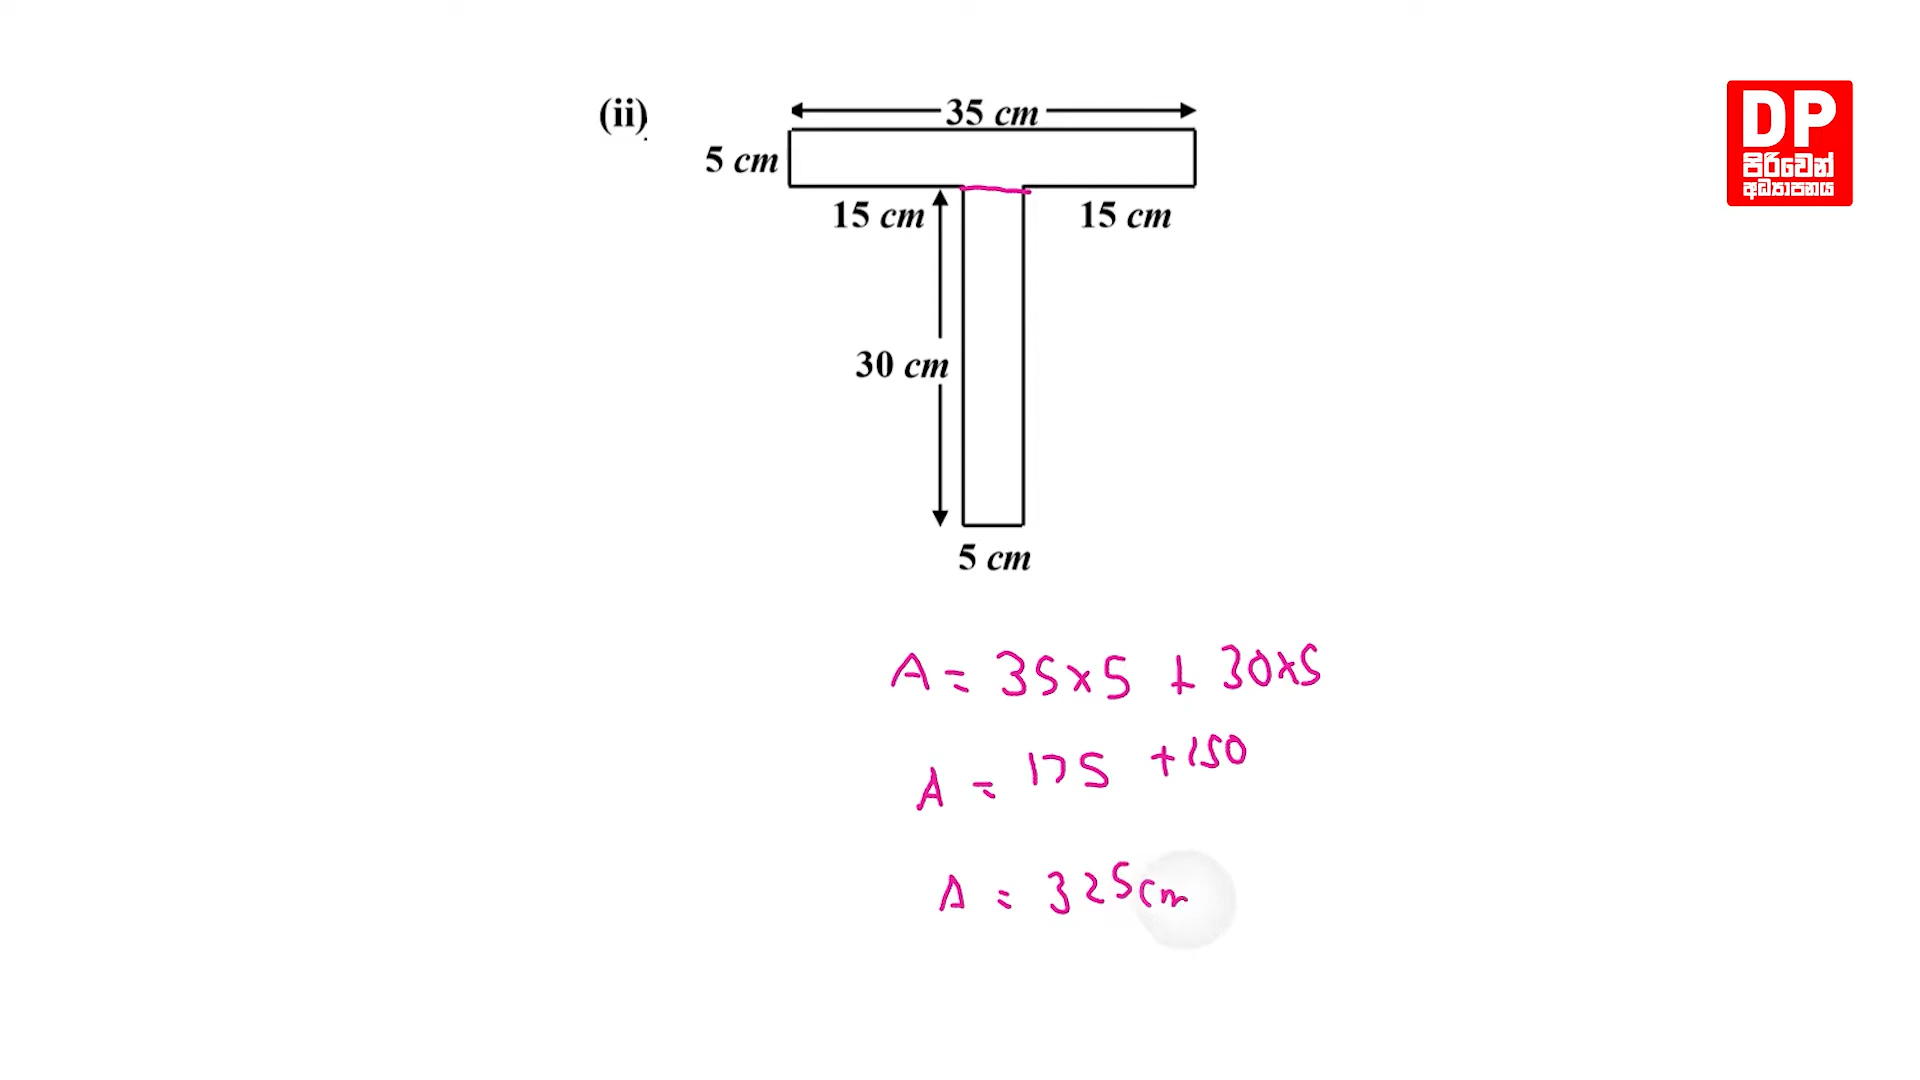 (ii)
35 cm
5 cm
15 cm
15 cm
30 cm
5 cm
A = 35×5 + 30×5
A = 175 + 150
A = 325cm
DP
පිරිවෙන්
අධ්‍යාපනය